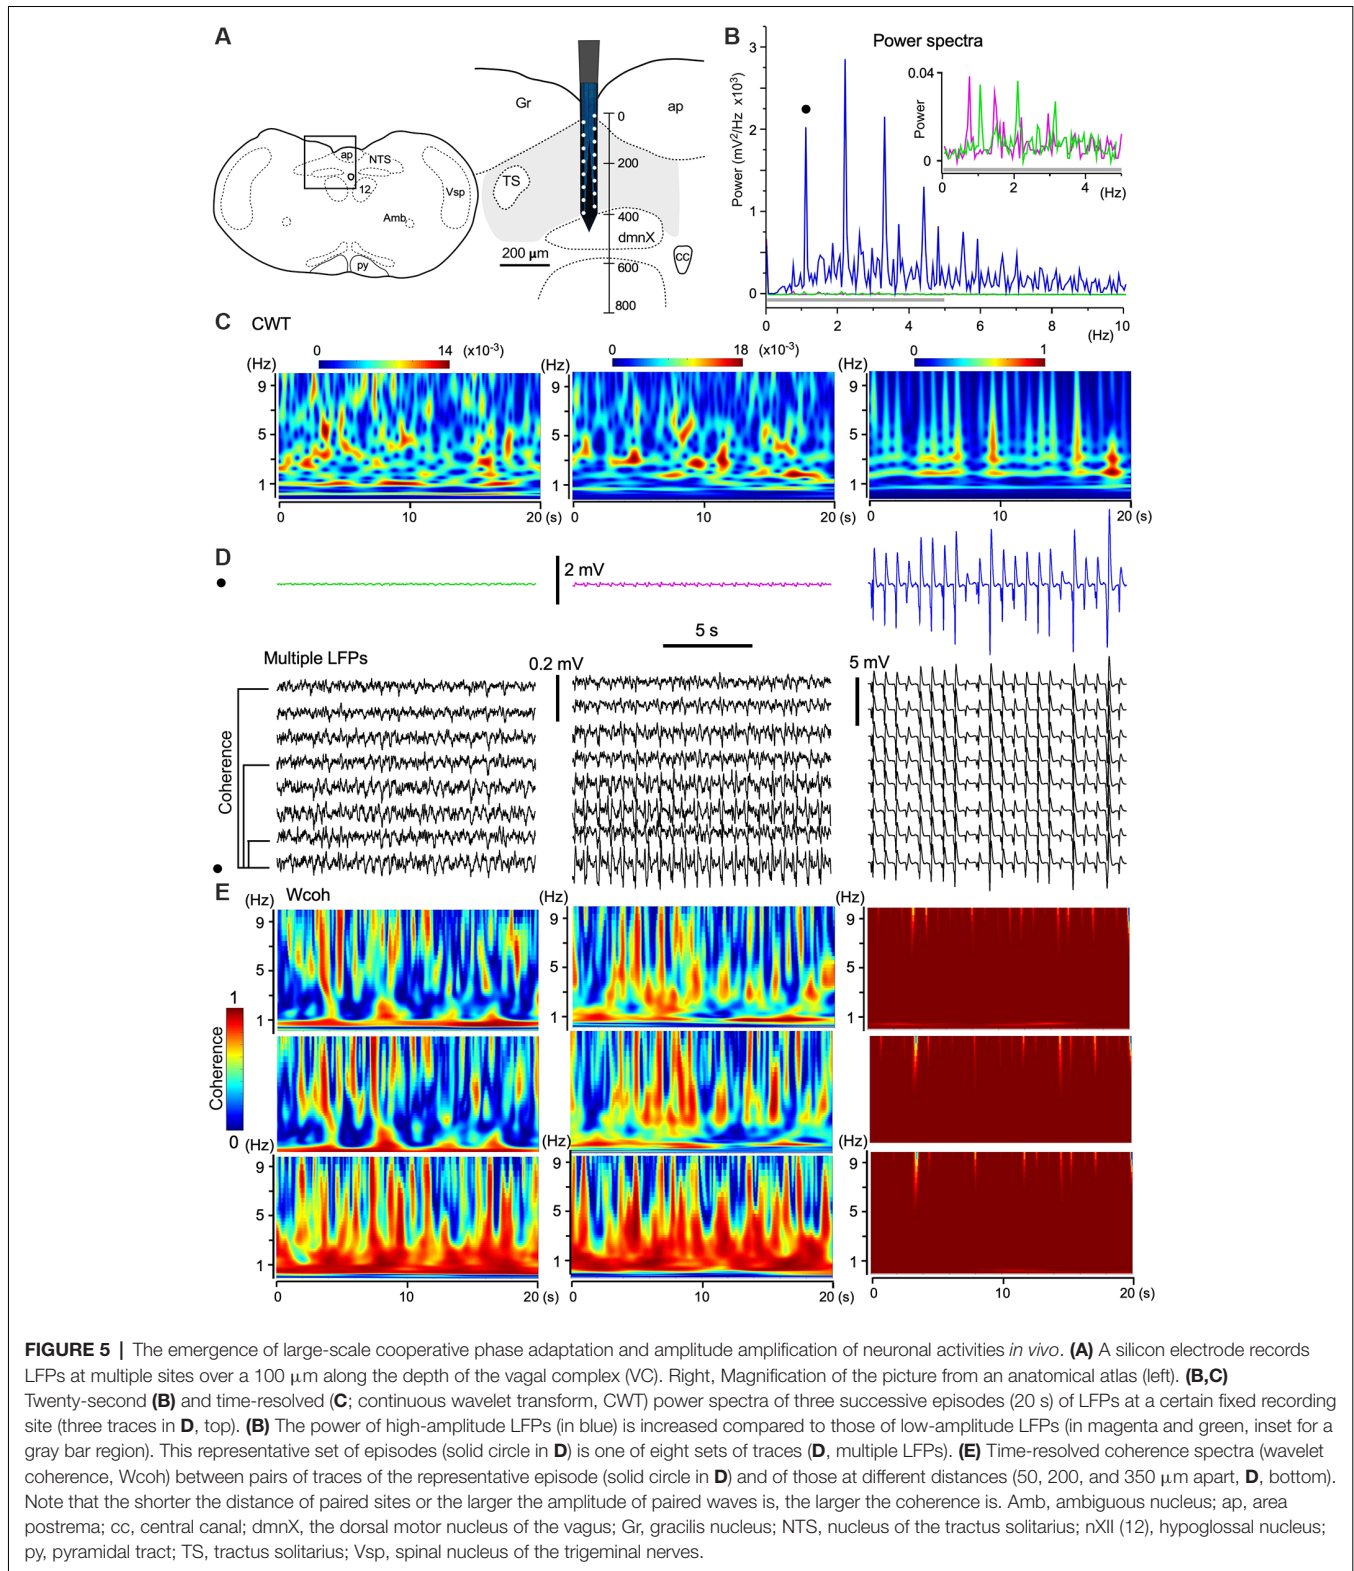 A
ap
NTS
12
Vsp
Amb
py
Gr
ap
TS
dmnX
cc
0
200
400
600
800
200 μm
B
Power spectra
Power (mV²/Hz x10³)
3
2
1
0
0 2 4 6 8 10
(Hz)
0.04
Power
0
0 2 4 (Hz)
C CWT
0 14 (x10⁻³)
0 18 (x10⁻³)
0 1
(Hz) (Hz) (Hz)
9 9 9
5 5 5
1 1 1
0 10 20 (s) 0 10 20 (s) 0 10 20 (s)
D
2 mV
5 s
Multiple LFPs
0.2 mV
5 mV
Coherence
E Wcoh
(Hz) (Hz) (Hz)
9 9 9
5 5 5
1 1 1
1
Coherence
0
(Hz) (Hz) (Hz)
9 9 9
5 5 5
1 1 1
0 10 20 (s) 0 10 20 (s) 0 10 20 (s)
FIGURE 5 | The emergence of large-scale cooperative phase adaptation and amplitude amplification of neuronal activities in vivo. (A) A silicon electrode records
LFPs at multiple sites over a 100 μm along the depth of the vagal complex (VC). Right, Magnification of the picture from an anatomical atlas (left). (B,C)
Twenty-second (B) and time-resolved (C; continuous wavelet transform, CWT) power spectra of three successive episodes (20 s) of LFPs at a certain fixed recording
site (three traces in D, top). (B) The power of high-amplitude LFPs (in blue) is increased compared to those of low-amplitude LFPs (in magenta and green, inset for a
gray bar region). This representative set of episodes (solid circle in D) is one of eight sets of traces (D, multiple LFPs). (E) Time-resolved coherence spectra (wavelet
coherence, Wcoh) between pairs of traces of the representative episode (solid circle in D) and of those at different distances (50, 200, and 350 μm apart, D, bottom).
Note that the shorter the distance of paired sites or the larger the amplitude of paired waves is, the larger the coherence is. Amb, ambiguous nucleus; ap, area
postrema; cc, central canal; dmnX, the dorsal motor nucleus of the vagus; Gr, gracilis nucleus; NTS, nucleus of the tractus solitarius; nXII (12), hypoglossal nucleus;
py, pyramidal tract; TS, tractus solitarius; Vsp, spinal nucleus of the trigeminal nerves.